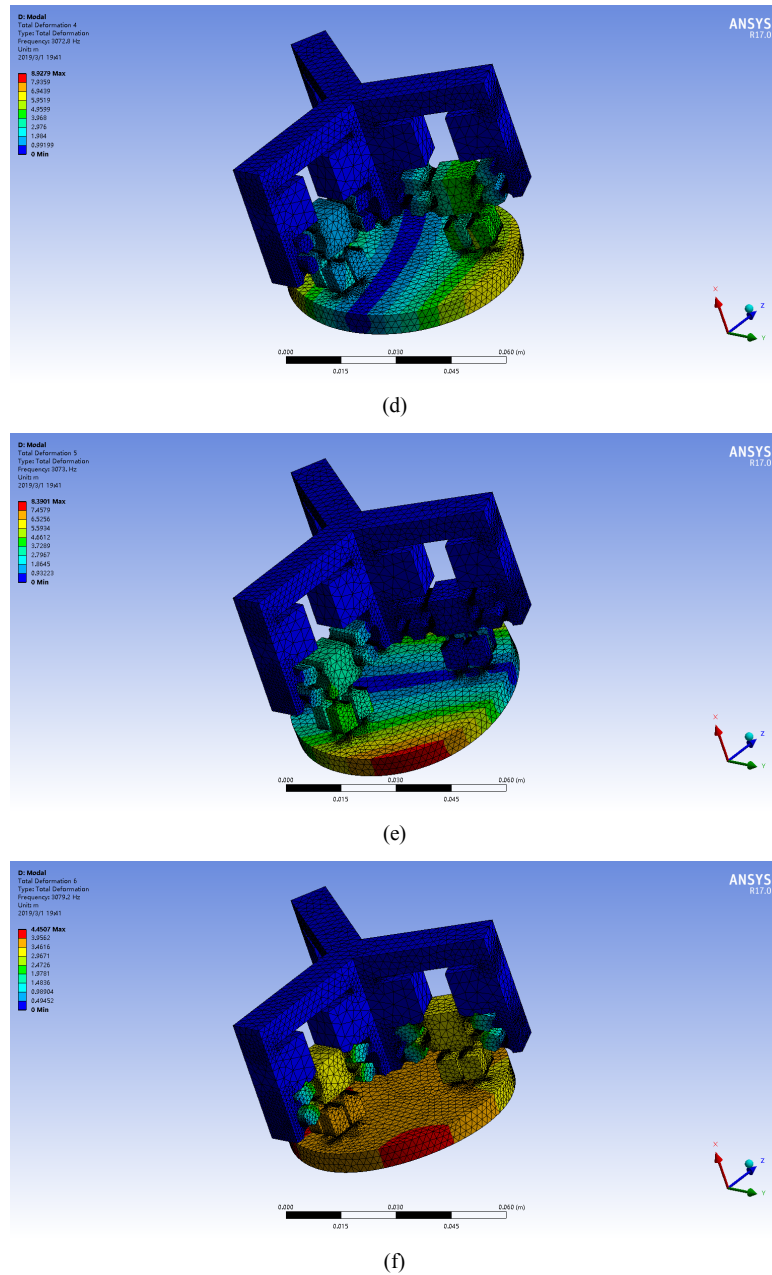 D: Modal
Total Deformation 4
Type: Total Deformation
Frequency: 3072.8 Hz
Unit: m
2019/3/1 19:41
8.9279 Max
7.9359
6.9439
5.9519
4.9599
3.968
2.976
1.984
0.99199
0 Min
ANSYS
R17.0
X
Z
Y
0.000
0.030
0.060 (m)
0.015
0.045
(d)
D: Modal
Total Deformation 5
Type: Total Deformation
Frequency: 3073. Hz
Unit: m
2019/3/1 19:41
8.3901 Max
7.4579
6.5256
5.5934
4.6612
3.7289
2.7967
1.8645
0.93223
0 Min
ANSYS
R17.0
X
Z
Y
0.000
0.030
0.060 (m)
0.015
0.045
(e)
D: Modal
Total Deformation 6
Type: Total Deformation
Frequency: 3079.2 Hz
Unit: m
2019/3/1 19:41
4.4507 Max
3.9562
3.4616
2.9671
2.4726
1.9781
1.4836
0.98904
0.49452
0 Min
ANSYS
R17.0
X
Z
Y
0.000
0.030
0.060 (m)
0.015
0.045
(f)